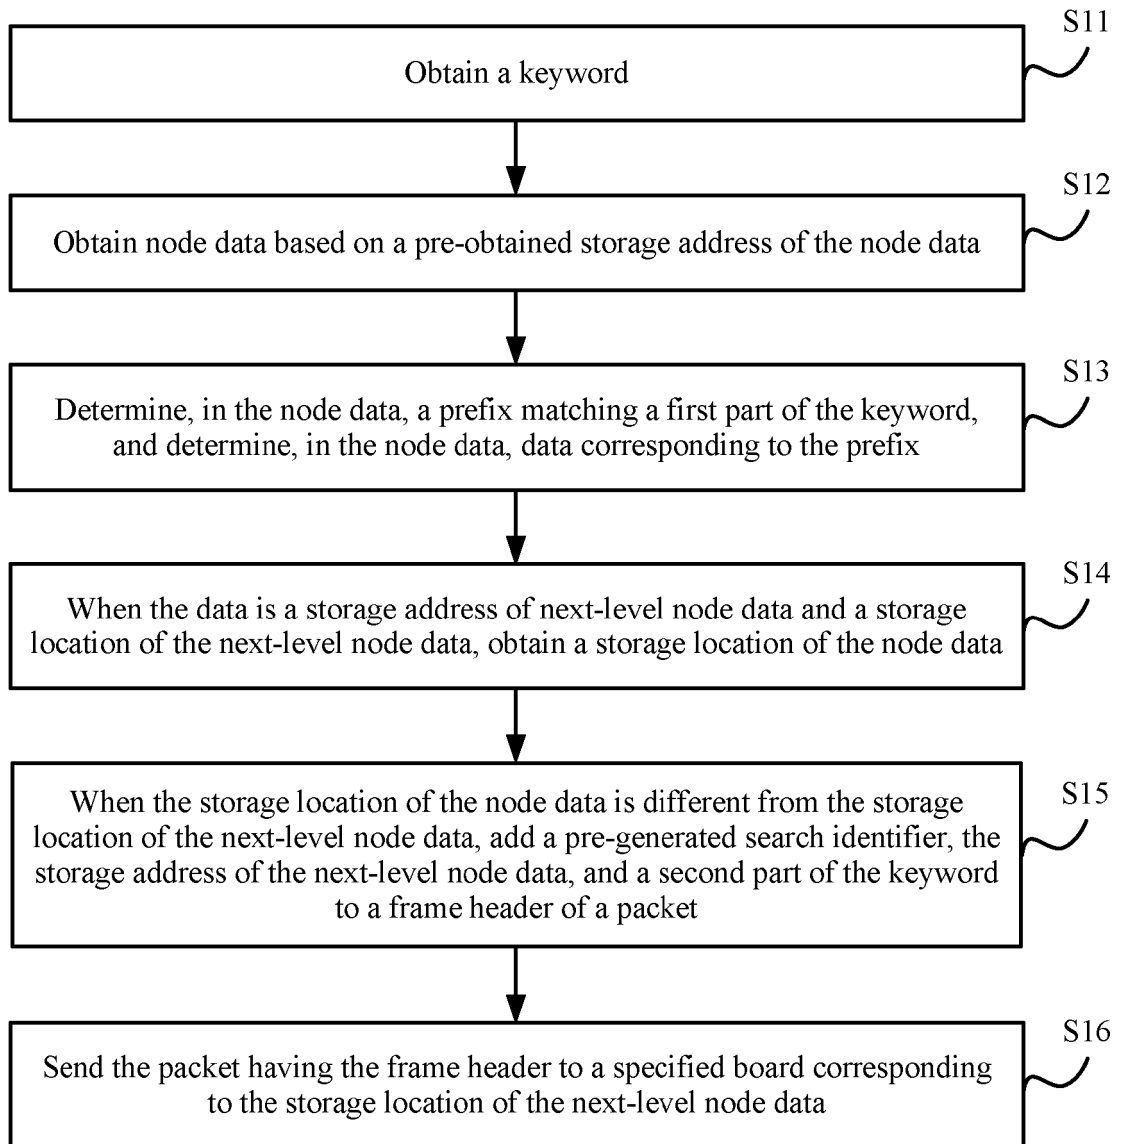 S11
Obtain a keyword
S12
Obtain node data based on a pre-obtained storage address of the node data
S13
Determine, in the node data, a prefix matching a first part of the keyword,
and determine, in the node data, data corresponding to the prefix
S14
When the data is a storage address of next-level node data and a storage
location of the next-level node data, obtain a storage location of the node data
S15
When the storage location of the node data is different from the storage
location of the next-level node data, add a pre-generated search identifier, the
storage address of the next-level node data, and a second part of the keyword
to a frame header of a packet
S16
Send the packet having the frame header to a specified board corresponding
to the storage location of the next-level node data